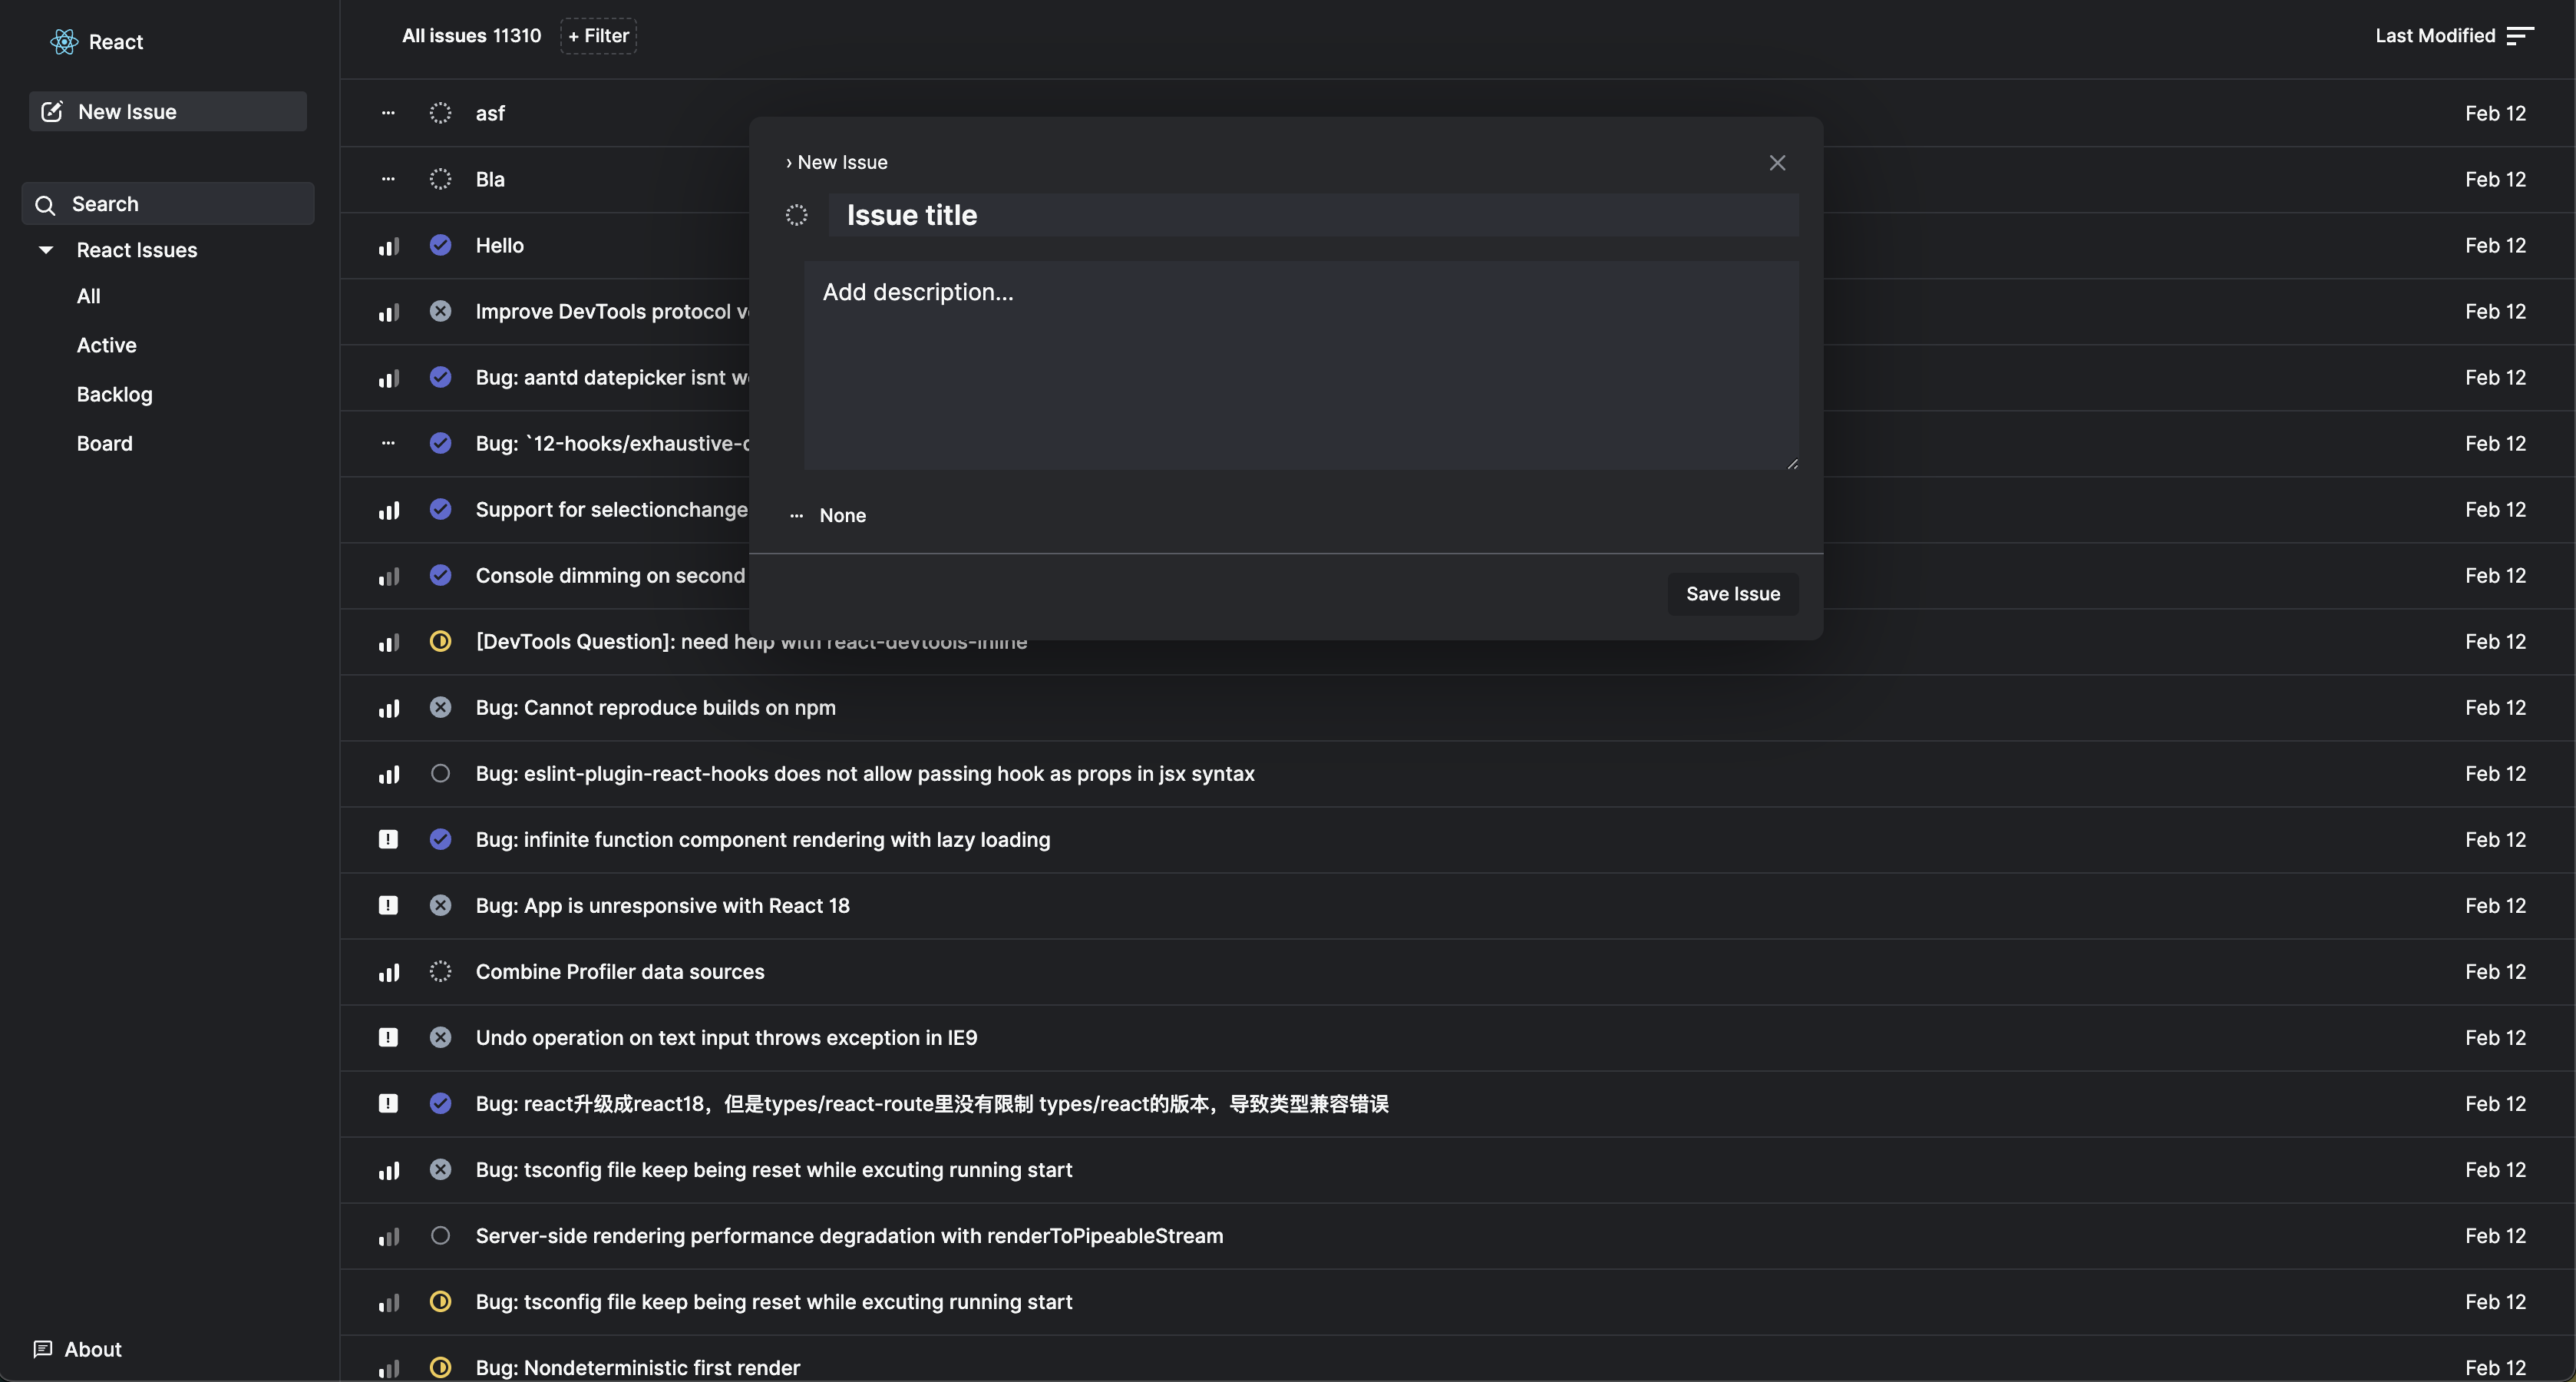 React
New Issue
Search
React Issues
All
Active
Backlog
Board
About
All issues 11310 + Filter
Last Modified
asf Feb 12
Bla Feb 12
Hello Feb 12
Improve DevTools protocol Feb 12
Bug: aantd datepicker isnt Feb 12
Bug: `12-hooks/exhaustive- Feb 12
Support for selectionchange Feb 12
Console dimming on second Feb 12
[DevTools Question]: need help with react-devtools-inline Feb 12
Bug: Cannot reproduce builds on npm Feb 12
Bug: eslint-plugin-react-hooks does not allow passing hook as props in jsx syntax Feb 12
Bug: infinite function component rendering with lazy loading Feb 12
Bug: App is unresponsive with React 18 Feb 12
Combine Profiler data sources Feb 12
Undo operation on text input throws exception in IE9 Feb 12
Bug: react升级成react18，但是types/react-route里没有限制 types/react的版本，导致类型兼容错误 Feb 12
Bug: tsconfig file keep being reset while excuting running start Feb 12
Server-side rendering performance degradation with renderToPipeableStream Feb 12
Bug: tsconfig file keep being reset while excuting running start Feb 12
Bug: Nondeterministic first render Feb 12
› New Issue
Issue title
Add description...
None
Save Issue